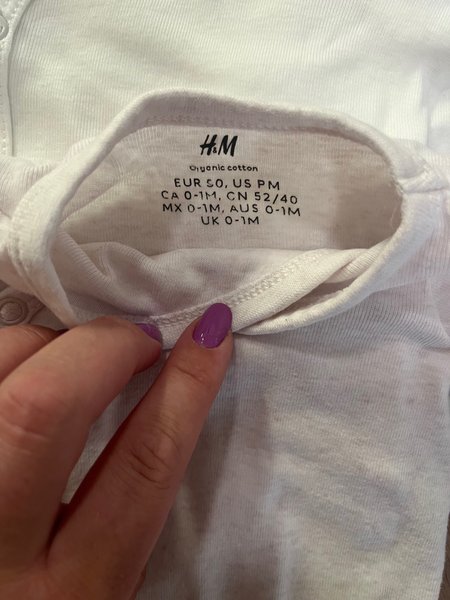 H&M
Organic cotton
EUR 50, US PM
CA 0-1M, CN 52/40
MX 0-1M, AUS 0-1M
UK 0-1M